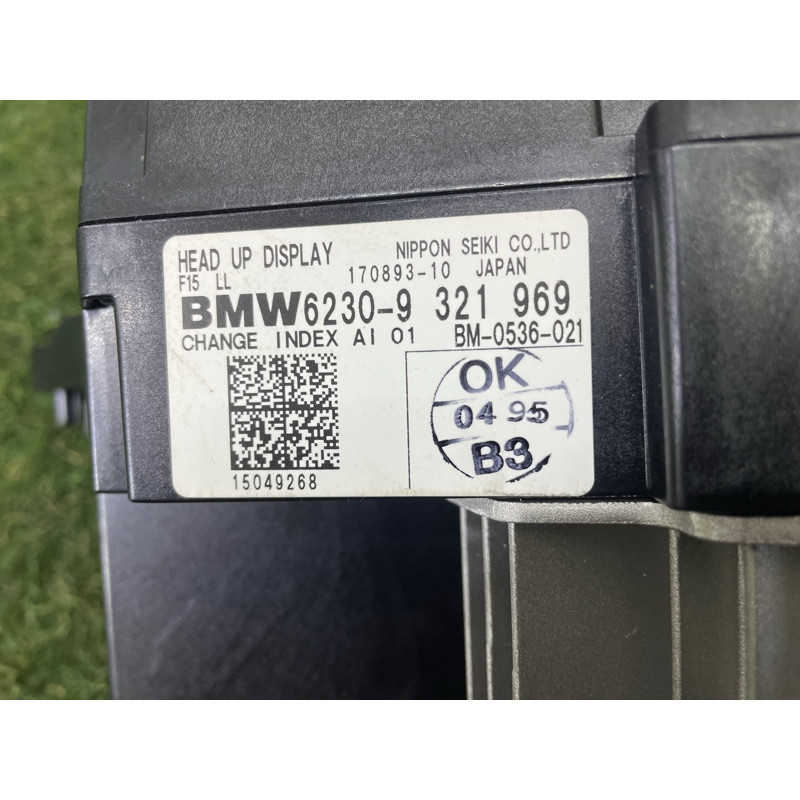 HEAD UP DISPLAY NIPPON SEIKI CO.,LTD
F15 LL 170893-10 JAPAN
BMW6230-9 321 969
CHANGE INDEX AI 01 BM-0536-021
OK
04 95
B3
15049268